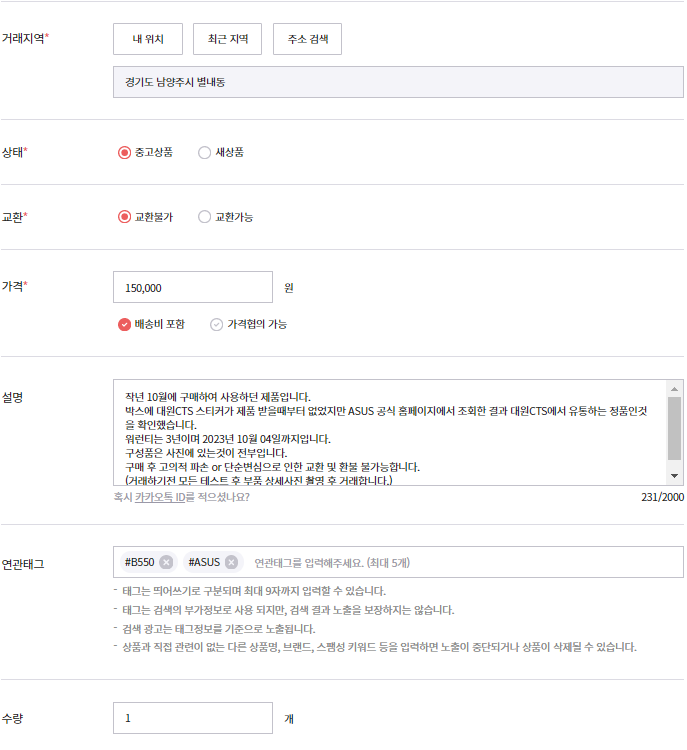 거래지역*
내 위치
최근 지역
주소 검색
경기도 남양주시 별내동
상태*
중고상품
새상품
교환*
교환불가
교환가능
가격*
150,000
원
배송비 포함
가격협의 가능
설명
작년 10월에 구매하여 사용하던 제품입니다.
박스에 대원CTS 스티커가 제품 받을때부터 없었지만 ASUS 공식 홈페이지에서 조회한 결과 대원CTS에서 유통하는 정품인것
을 확인했습니다.
워런티는 3년이며 2023년 10월 04일까지입니다.
구성품은 사진에 있는것이 전부입니다.
구매 후 고의적 파손 or 단순변심으로 인한 교환 및 환불 불가능합니다.
(거래하기전 모든 테스트 후 부품 상세사진 촬영 후 거래합니다.)
혹시 카카오톡 ID를 적으셨나요?
231/2000
연관태그
#B550
#ASUS
연관태그를 입력해주세요. (최대 5개)
- 태그는 띄어쓰기로 구분되며 최대 9자까지 입력할 수 있습니다.
- 태그는 검색의 부가정보로 사용 되지만, 검색 결과 노출을 보장하지는 않습니다.
- 검색 광고는 태그정보를 기준으로 노출됩니다.
- 상품과 직접 관련이 없는 다른 상품명, 브랜드, 스팸성 키워드 등을 입력하면 노출이 중단되거나 상품이 삭제될 수 있습니다.
수량
1
개